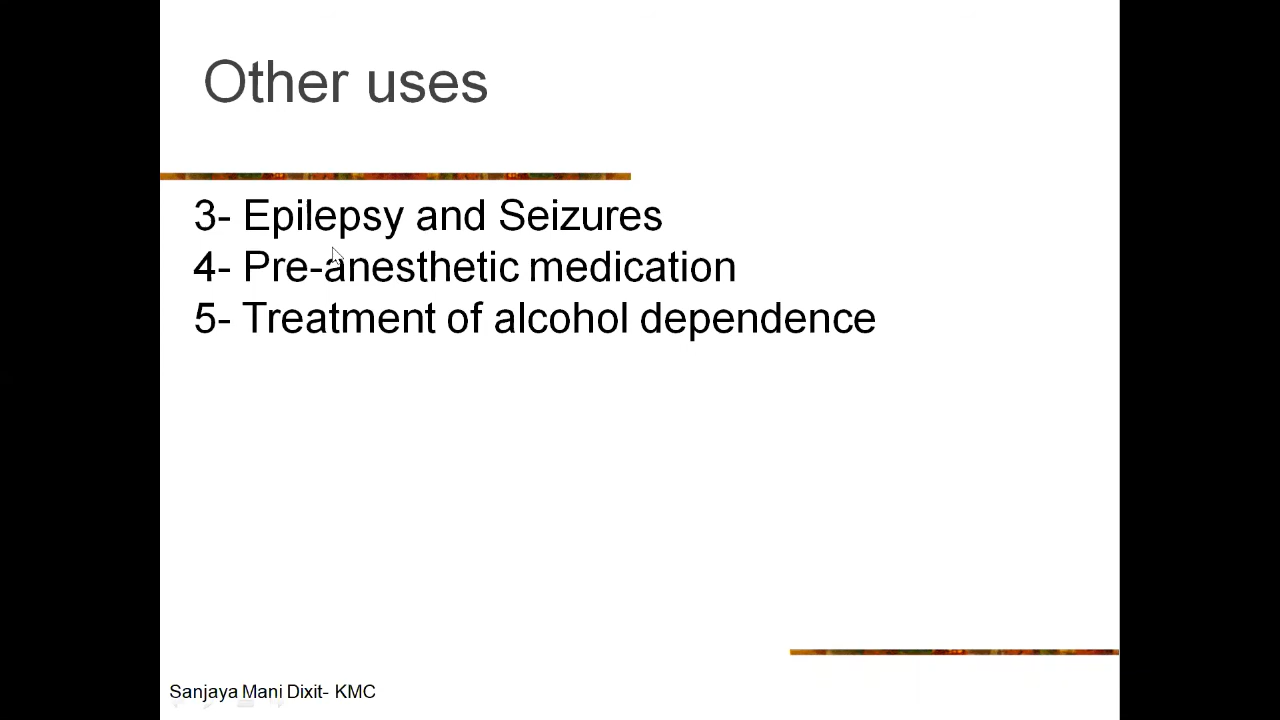 Other uses
3- Epilepsy and Seizures
4- Pre-anesthetic medication
5- Treatment of alcohol dependence
Sanjaya Mani Dixit- KMC